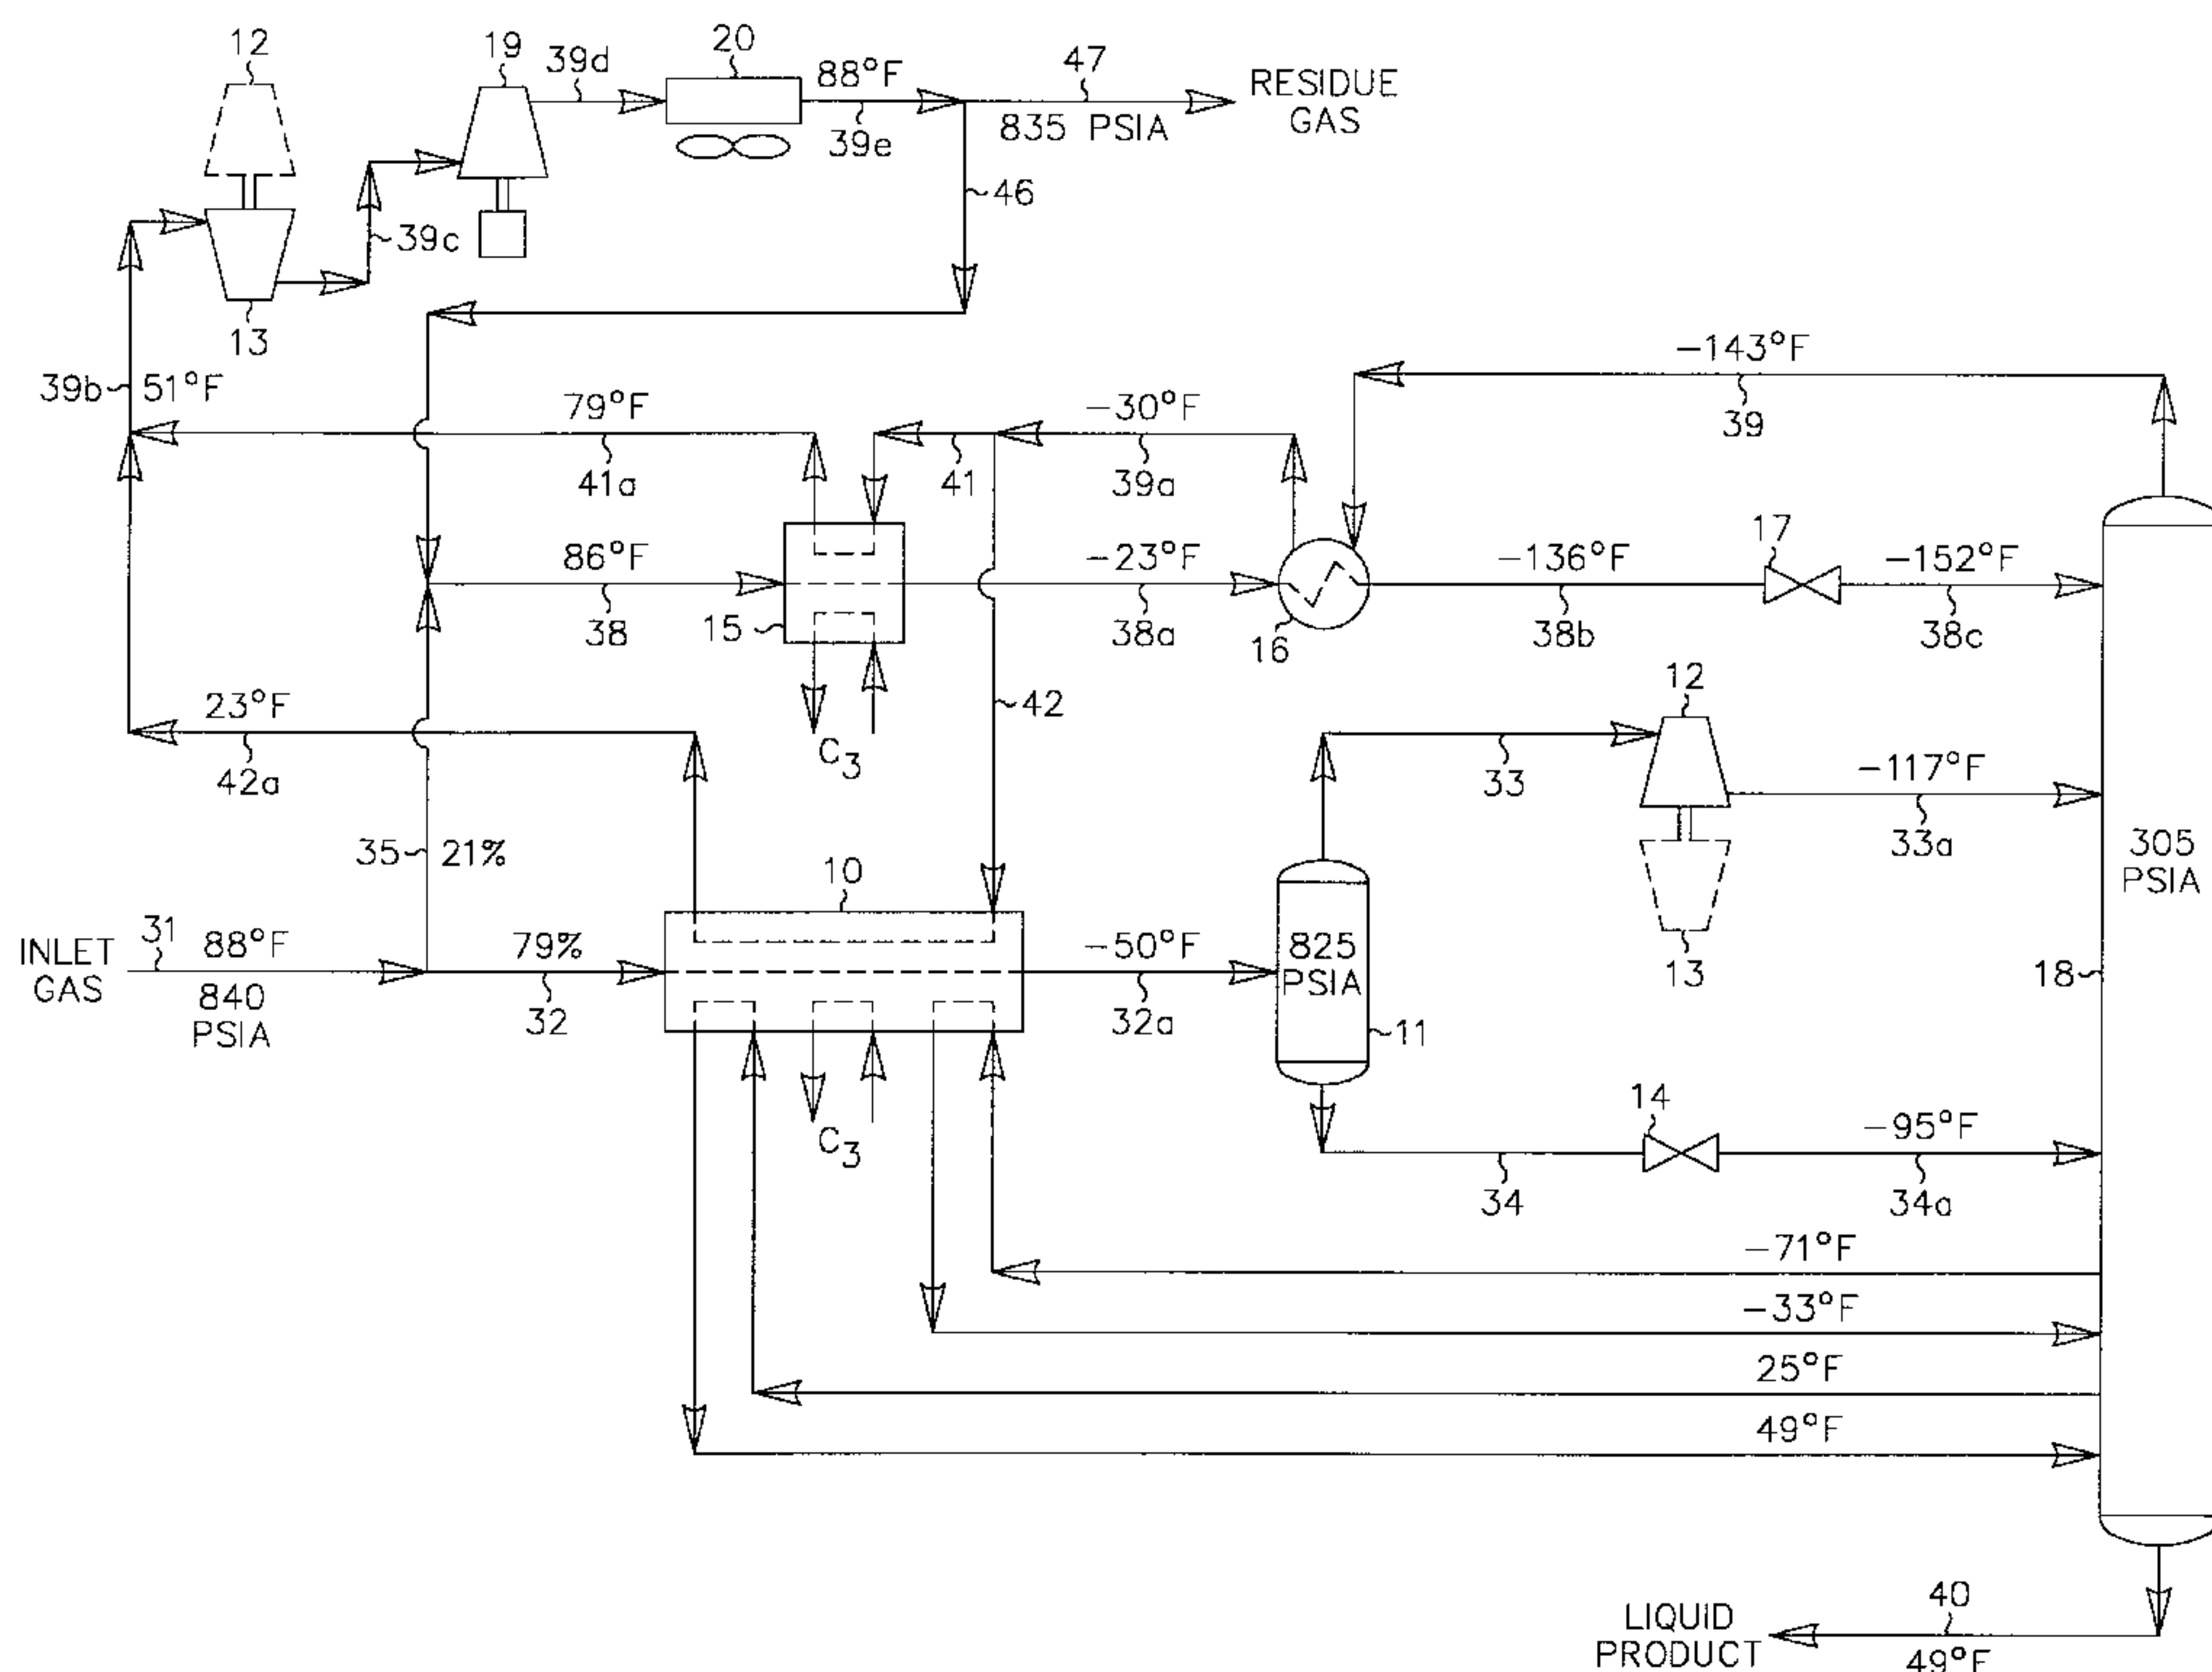 12
19
39d
20
88°F
47
RESIDUE
GAS
39e
835 PSIA
46
39c
13
-143°F
39
39b
51°F
79°F
-30°F
41a
41
39a
86°F
-23°F
-136°F
17
-152°F
38
15
38a
16
38b
38c
C3
12
23°F
42
42a
33
-117°F
33a
35
21%
305
PSIA
10
31
88°F
INLET
GAS
840
PSIA
79%
32
-50°F
32a
825
PSIA
11
13
18
C3
14
-95°F
34
34a
-71°F
-33°F
25°F
49°F
LIQUID
PRODUCT
40
49°F